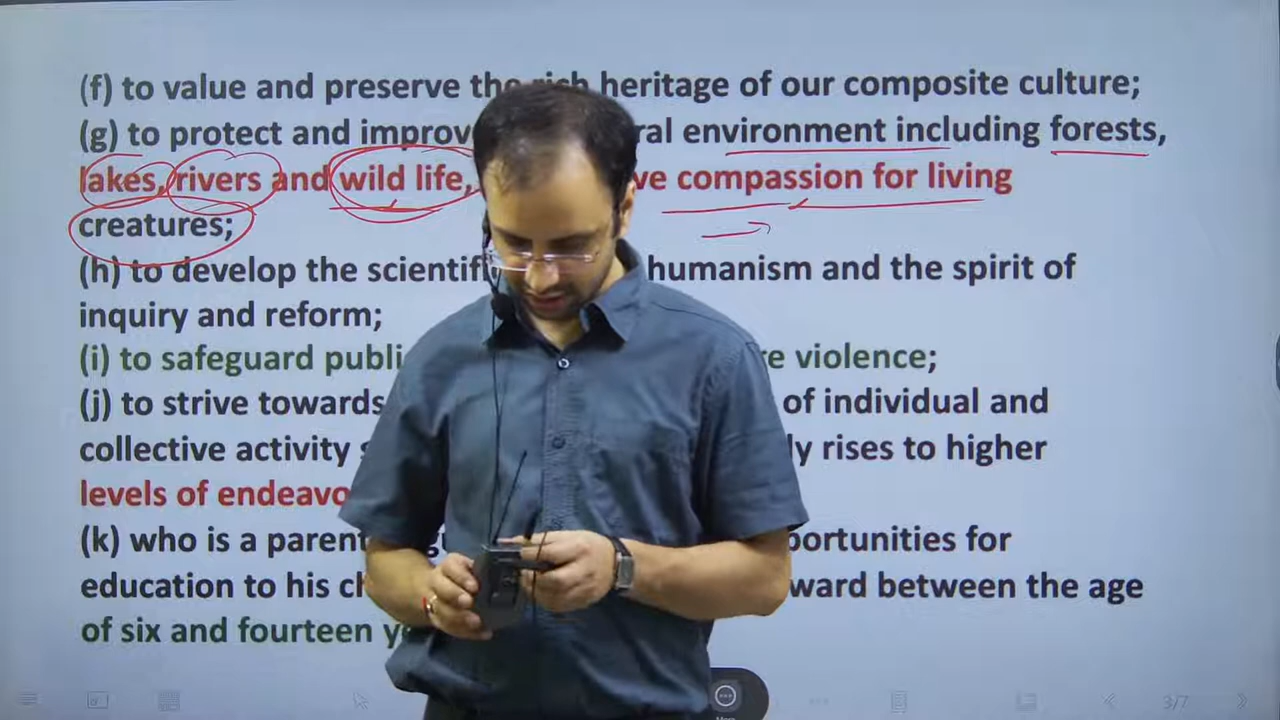 (f) to value and preserve the rich heritage of our composite culture;
(g) to protect and improv ral environment including forests,
lakes, rivers and wild life, ve compassion for living
creatures;
(h) to develop the scientifi humanism and the spirit of
inquiry and reform;
(i) to safeguard publi re violence;
(j) to strive towards of individual and
collective activity ly rises to higher
levels of endeavo
(k) who is a parent portunities for
education to his ch ward between the age
of six and fourteen y
3/7